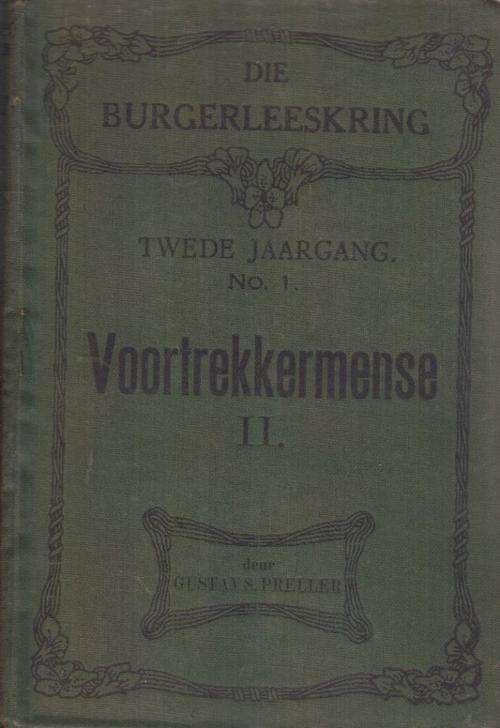 DIE
BURGERLEESKRING
TWEDE JAARGANG.
No. 1.
Voortrekkermense
II.
deur
GUSTAV S. PRELLER